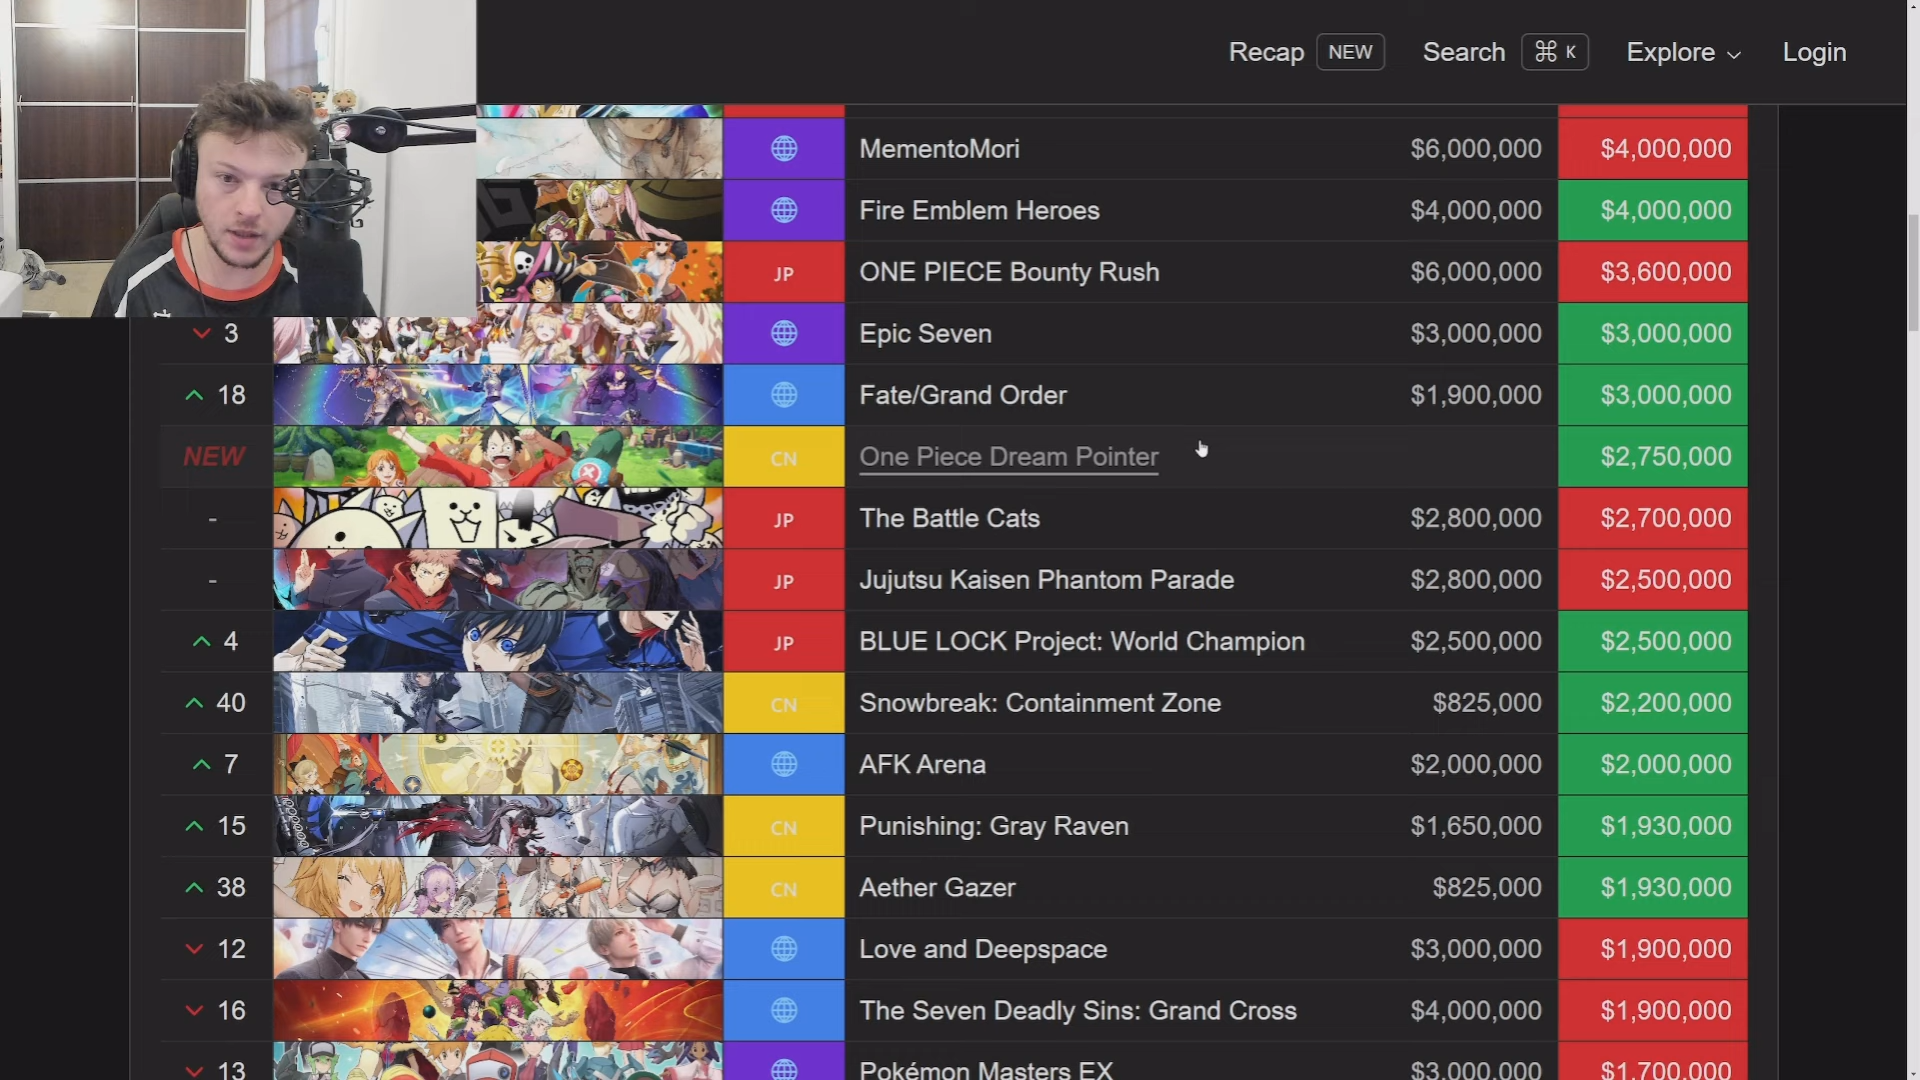 Recap NEW Search ⌘ K Explore Login
MementoMori $6,000,000 $4,000,000
Fire Emblem Heroes $4,000,000 $4,000,000
JP ONE PIECE Bounty Rush $6,000,000 $3,600,000
3 Epic Seven $3,000,000 $3,000,000
18 Fate/Grand Order $1,900,000 $3,000,000
NEW CN One Piece Dream Pointer $2,750,000
- JP The Battle Cats $2,800,000 $2,700,000
- JP Jujutsu Kaisen Phantom Parade $2,800,000 $2,500,000
4 JP BLUE LOCK Project: World Champion $2,500,000 $2,500,000
40 CN Snowbreak: Containment Zone $825,000 $2,200,000
7 AFK Arena $2,000,000 $2,000,000
15 CN Punishing: Gray Raven $1,650,000 $1,930,000
38 CN Aether Gazer $825,000 $1,930,000
12 Love and Deepspace $3,000,000 $1,900,000
16 The Seven Deadly Sins: Grand Cross $4,000,000 $1,900,000
13 Pokémon Masters EX $3,000,000 $1,700,000